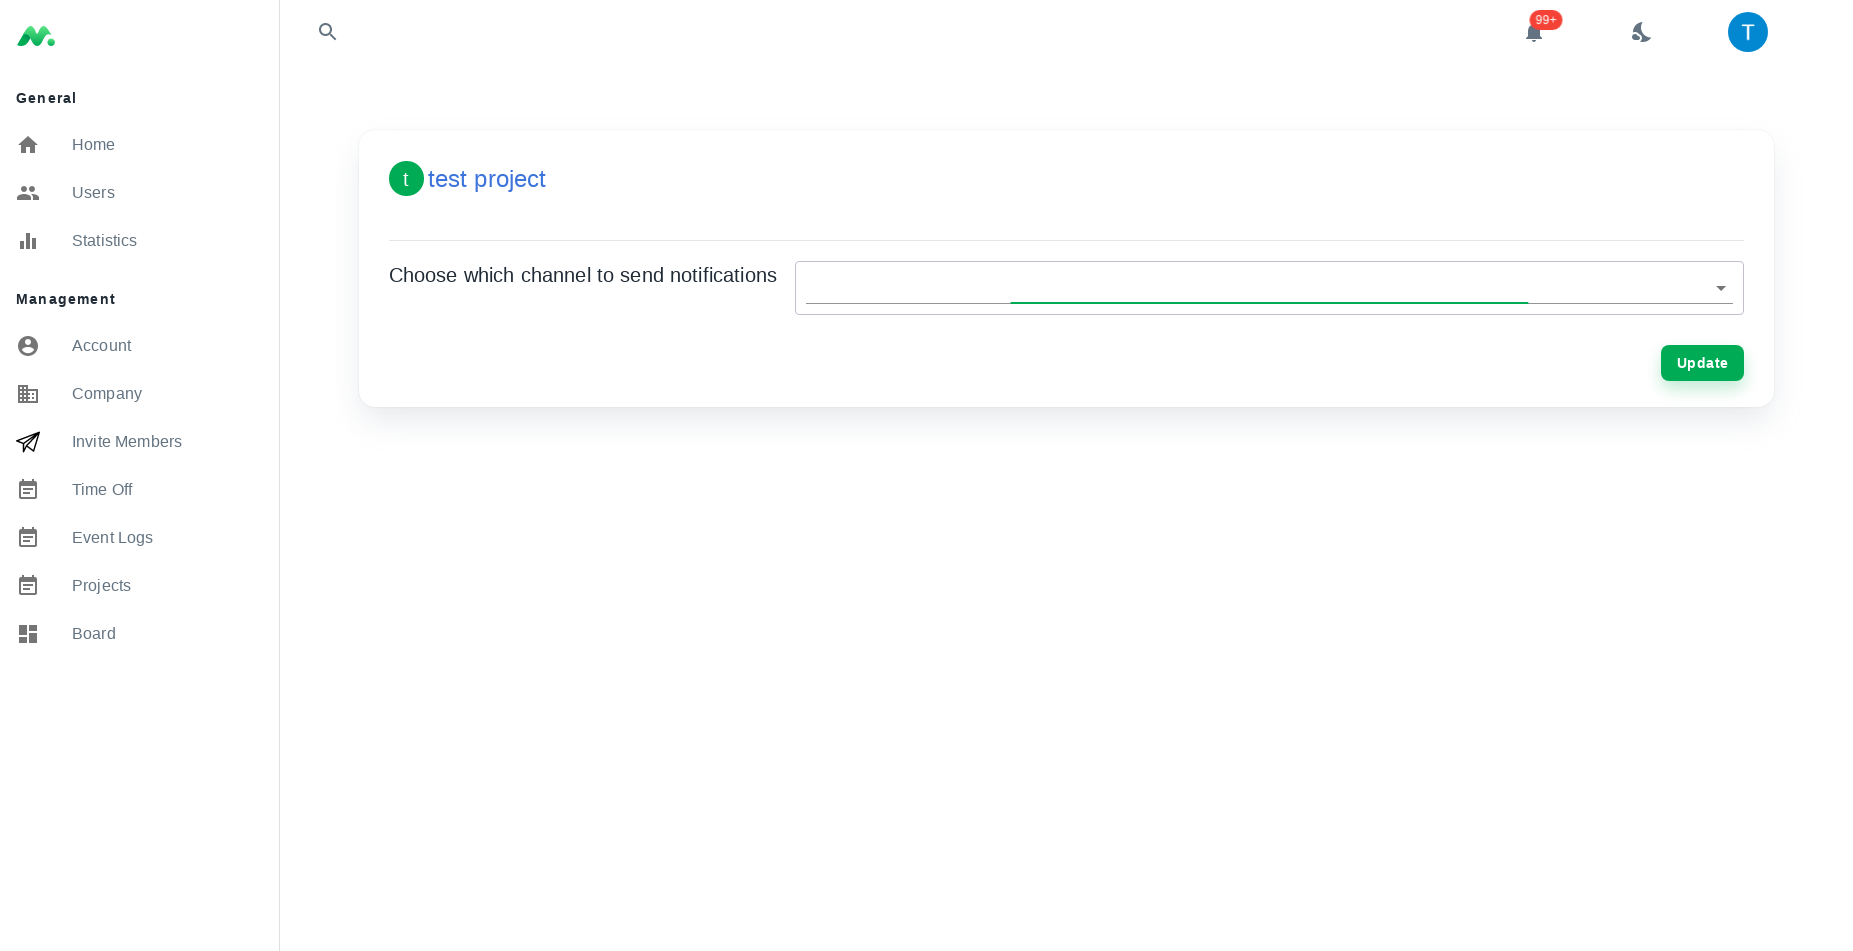 99+
T
General
Home
Users
Statistics
Management
Account
Company
Invite Members
Time Off
Event Logs
Projects
Board
t test project
Choose which channel to send notifications
Update